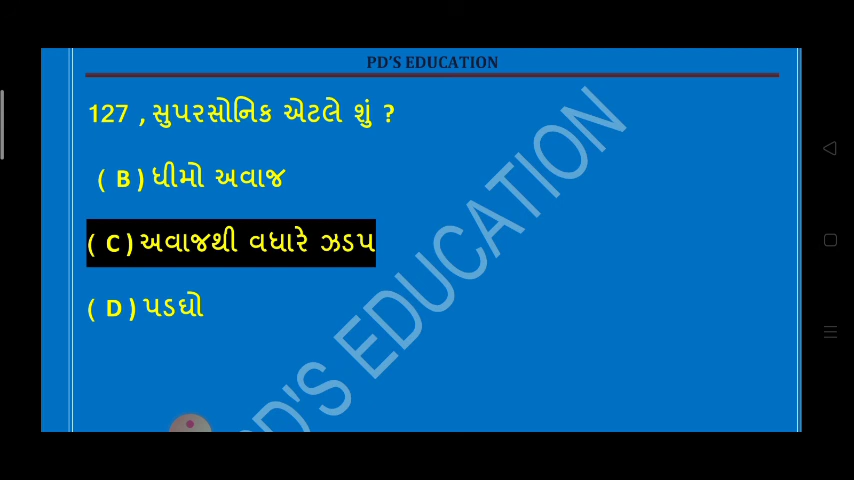 PD'S EDUCATION
127 , સુપરસોનિક એટલે શું ?
( B ) ધીમો અવાજ
( C ) અવાજથી વધારે ઝડપ
( D ) પડઘો
PD'S EDUCATION